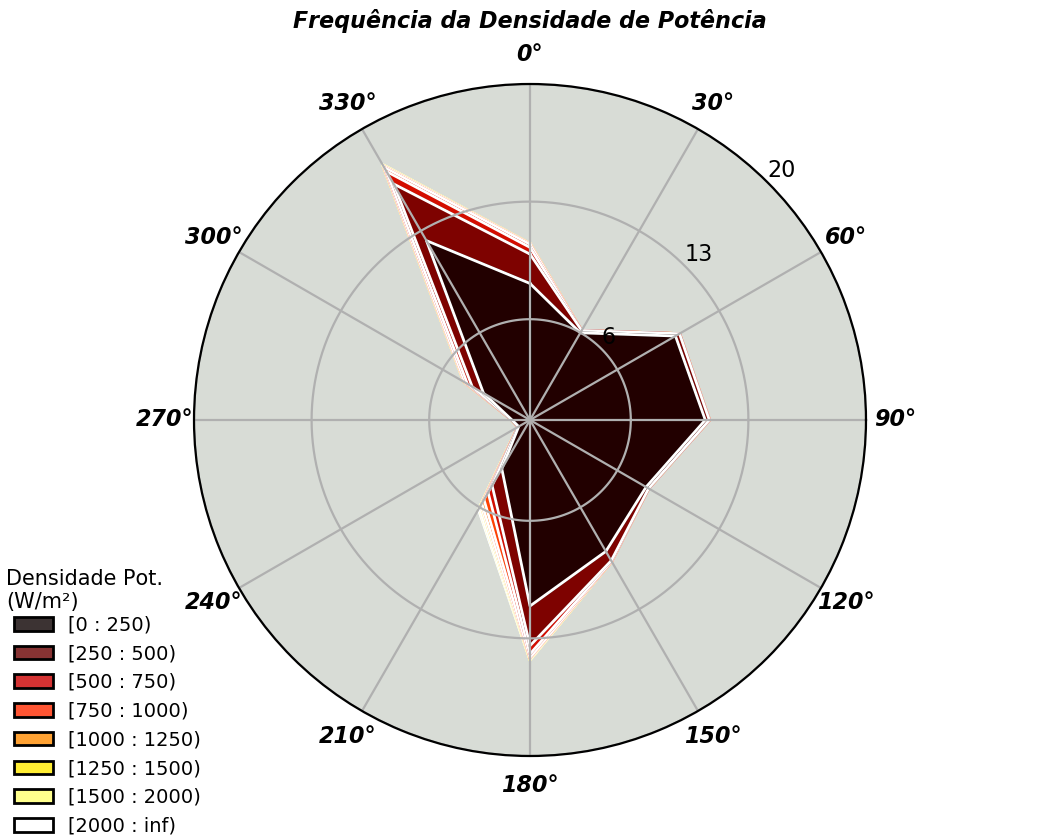 Frequência da Densidade de Potência
0°
330°
30°
20
300°
60°
13
6
270°
90°
240°
120°
210°
150°
180°
Densidade Pot.
(W/m²)
[0 : 250)
[250 : 500)
[500 : 750)
[750 : 1000)
[1000 : 1250)
[1250 : 1500)
[1500 : 2000)
[2000 : inf)